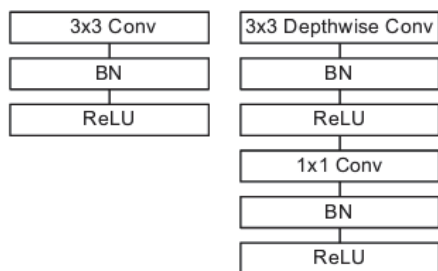 3x3 Conv
BN
ReLU
3x3 Depthwise Conv
BN
ReLU
1x1 Conv
BN
ReLU